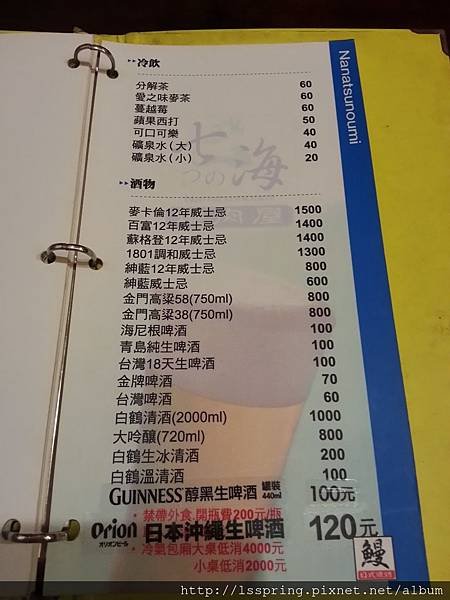 Nanatsunoumi
冷飲
分解茶 60
愛之味麥茶 60
蔓越莓 60
蘋果西打 50
可口可樂 40
礦泉水(大) 40
礦泉水(小) 20
七つの海
酒物
麥卡倫12年威士忌 1500
百富12年威士忌 1400
蘇格登12年威士忌 1400
1801調和威士忌 1300
紳藍12年威士忌 800
紳藍威士忌 600
金門高粱58(750ml) 800
金門高粱38(750ml) 800
海尼根啤酒 100
青島純生啤酒 100
台灣18天生啤酒 100
金牌啤酒 70
台灣啤酒 60
白鶴清酒(2000ml) 1000
大吟釀(720ml) 800
白鶴生冰清酒 200
白鶴溫清酒 100
GUINNESS 醇黑生啤酒 罐裝 440ml 100元
・禁帶外食.開瓶費200元/瓶
Orion オリオンビール 日本沖繩生啤酒 120元
・冷氣包廂大桌低消4000元
小桌低消2000元
鰻
http://lsspring.pixnet.net/blog